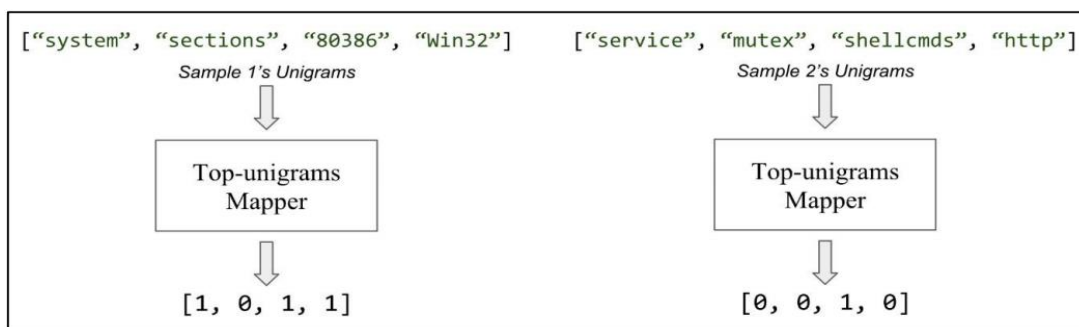 [“system”, “sections”, “80386”, “Win32”]
Sample 1's Unigrams
Top-unigrams
Mapper
[1, 0, 1, 1]
[“service”, “mutex”, “shellcmds”, “http”]
Sample 2's Unigrams
Top-unigrams
Mapper
[0, 0, 1, 0]